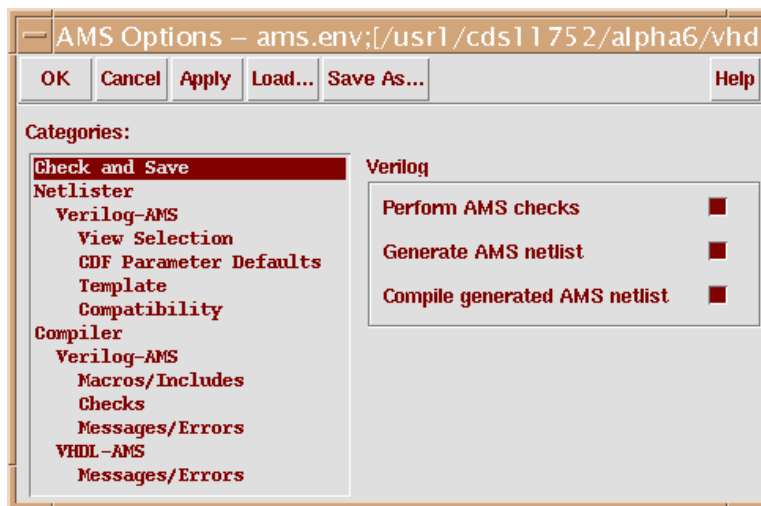 AMS Options – ams.env;[/usr1/cds11752/alpha6/vhd
OK Cancel Apply Load... Save As... Help
Categories:
Check and Save
Netlister
Verilog-AMS
View Selection
CDF Parameter Defaults
Template
Compatibility
Compiler
Verilog-AMS
Macros/Includes
Checks
Messages/Errors
VHDL-AMS
Messages/Errors
Verilog
Perform AMS checks
Generate AMS netlist
Compile generated AMS netlist